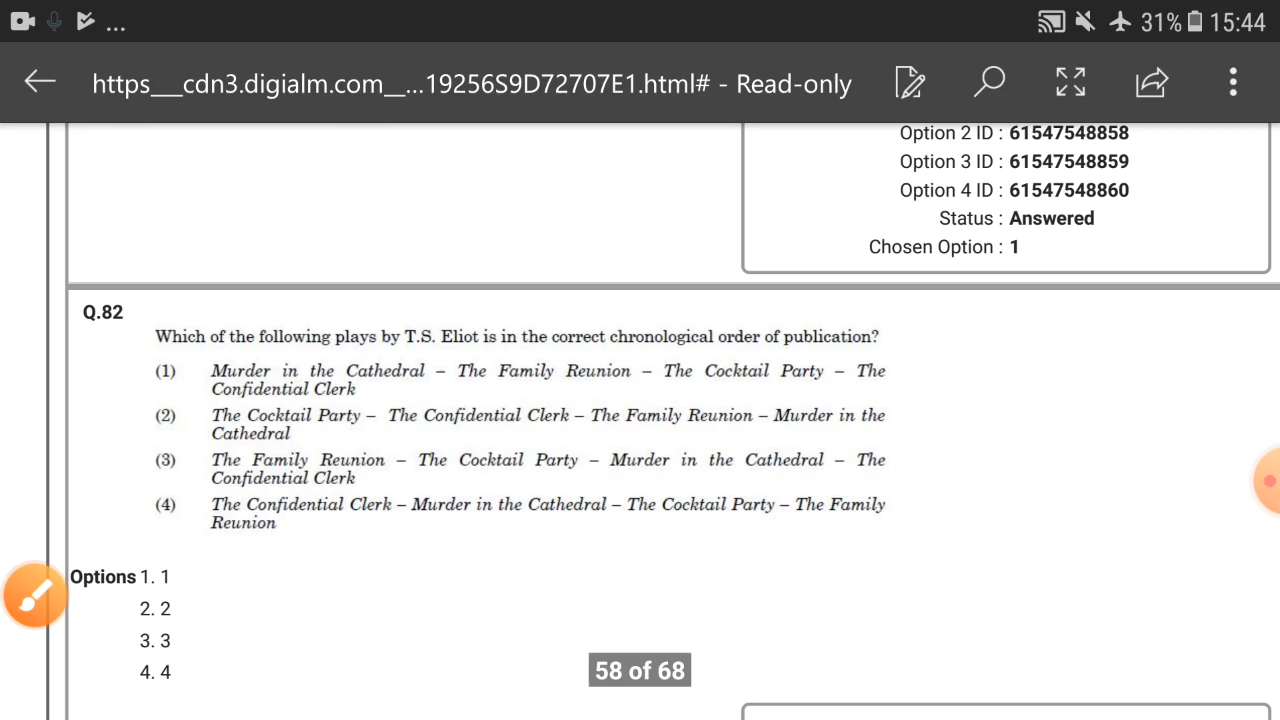 ... 31% 15:44
https___cdn3.digialm.com__...19256S9D72707E1.html# - Read-only
Option 2 ID : 61547548858
Option 3 ID : 61547548859
Option 4 ID : 61547548860
Status : Answered
Chosen Option : 1
Q.82
Which of the following plays by T.S. Eliot is in the correct chronological order of publication?
(1) Murder in the Cathedral – The Family Reunion – The Cocktail Party – The
Confidential Clerk
(2) The Cocktail Party – The Confidential Clerk – The Family Reunion – Murder in the
Cathedral
(3) The Family Reunion – The Cocktail Party – Murder in the Cathedral – The
Confidential Clerk
(4) The Confidential Clerk – Murder in the Cathedral – The Cocktail Party – The Family
Reunion
Options 1. 1
2. 2
3. 3
4. 4
58 of 68